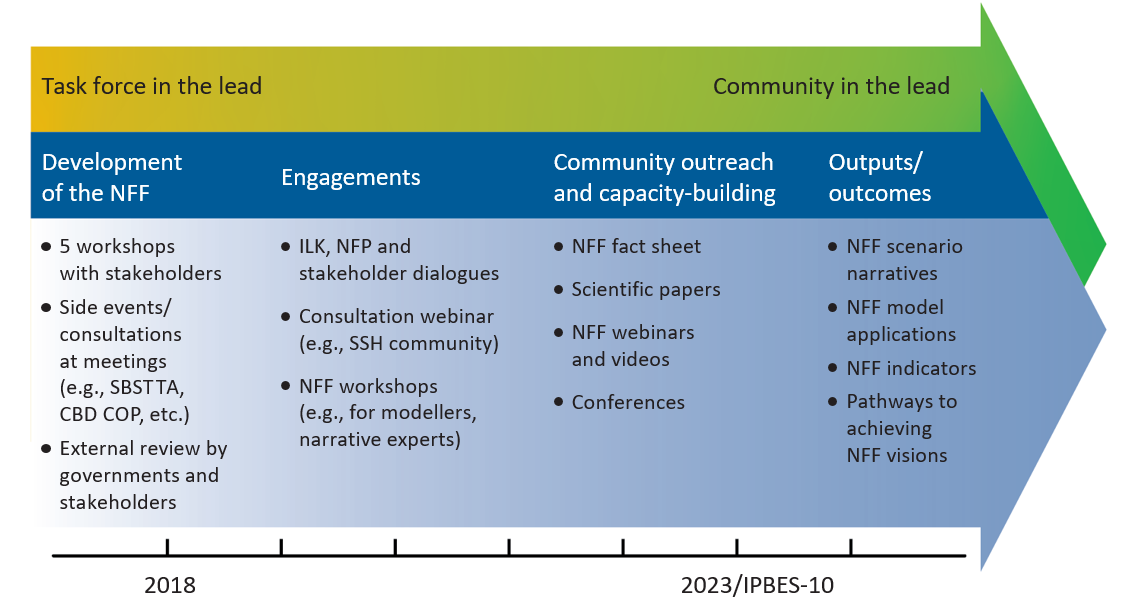 Task force in the lead
Community in the lead
Development
of the NFF
Engagements
Community outreach
and capacity-building
Outputs/
outcomes
● 5 workshops
with stakeholders
● Side events/
consultations
at meetings
(e.g., SBSTTA,
CBD COP, etc.)
● External review by
governments and
stakeholders
● ILK, NFP and
stakeholder dialogues
● Consultation webinar
(e.g., SSH community)
● NFF workshops
(e.g., for modellers,
narrative experts)
● NFF fact sheet
● Scientific papers
● NFF webinars
and videos
● Conferences
● NFF scenario
narratives
● NFF model
applications
● NFF indicators
● Pathways to
achieving
NFF visions
2018
2023/IPBES-10